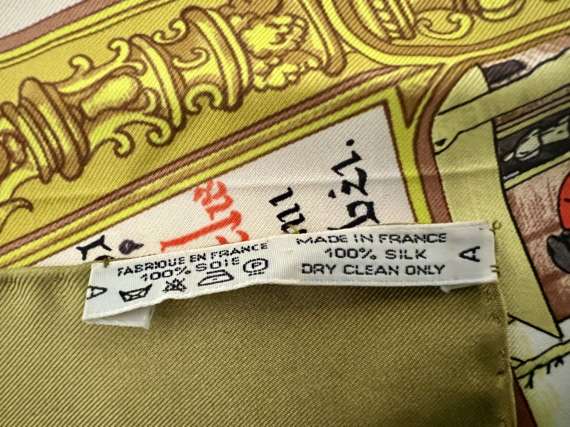 FABRIQUE EN FRANCE
100% SOIE
A
MADE IN FRANCE
100% SILK
DRY CLEAN ONLY
A
P